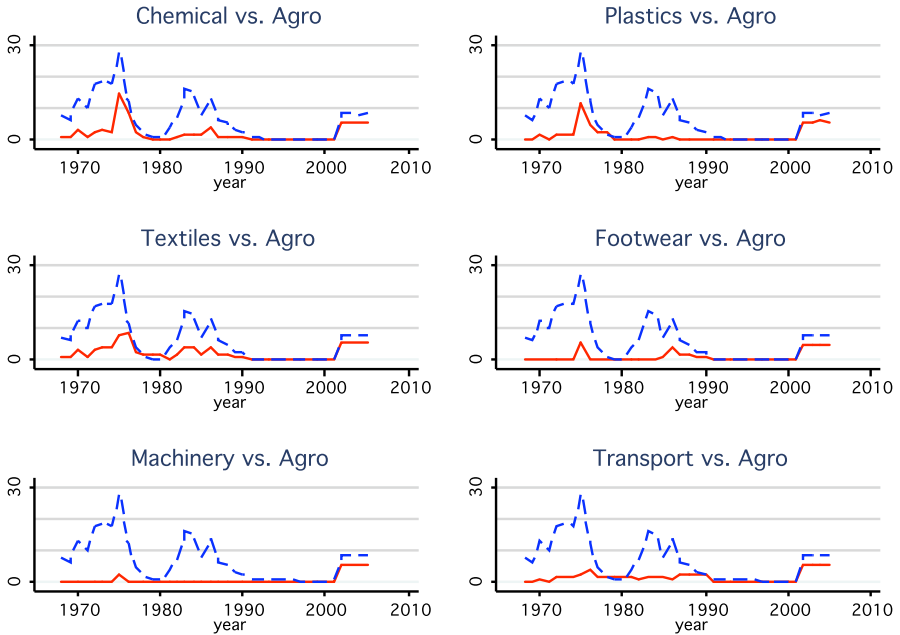 Chemical vs. Agro
30
0
1970 1980 1990 2000 2010
year
Plastics vs. Agro
30
0
1970 1980 1990 2000 2010
year
Textiles vs. Agro
30
0
1970 1980 1990 2000 2010
year
Footwear vs. Agro
30
0
1970 1980 1990 2000 2010
year
Machinery vs. Agro
30
0
1970 1980 1990 2000 2010
year
Transport vs. Agro
30
0
1970 1980 1990 2000 2010
year